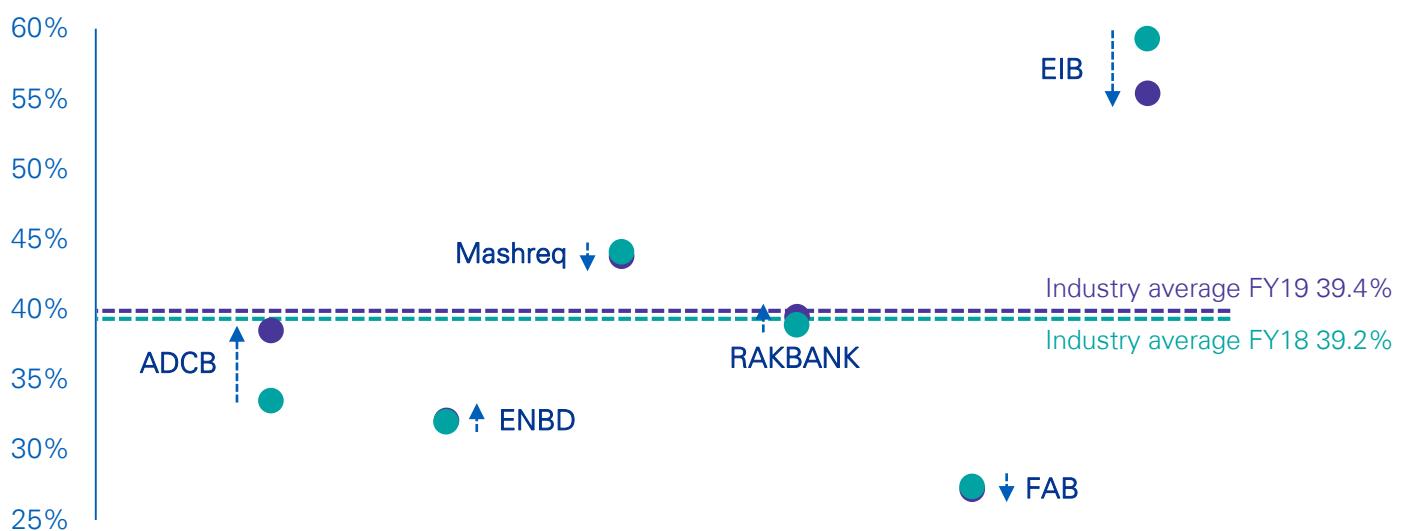 60%
55%
50%
45%
40%
35%
30%
25%
EIB
Mashreq
Industry average FY19 39.4%
Industry average FY18 39.2%
ADCB
RAKBANK
ENBD
FAB